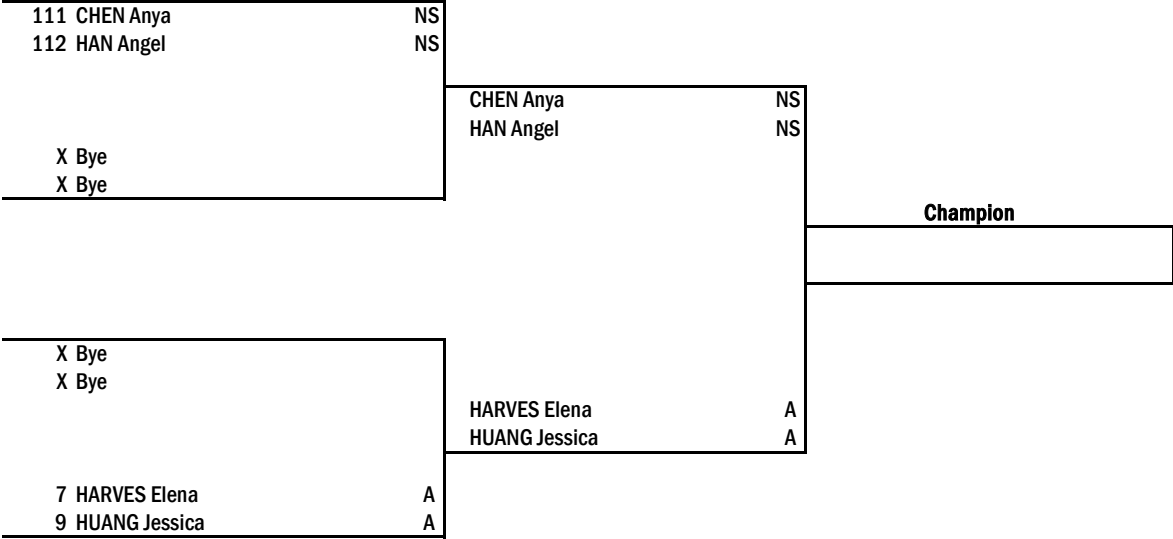 111 CHEN Anya NS
112 HAN Angel NS
X Bye
X Bye
CHEN Anya NS
HAN Angel NS
Champion
X Bye
X Bye
7 HARVES Elena A
9 HUANG Jessica A
HARVES Elena A
HUANG Jessica A